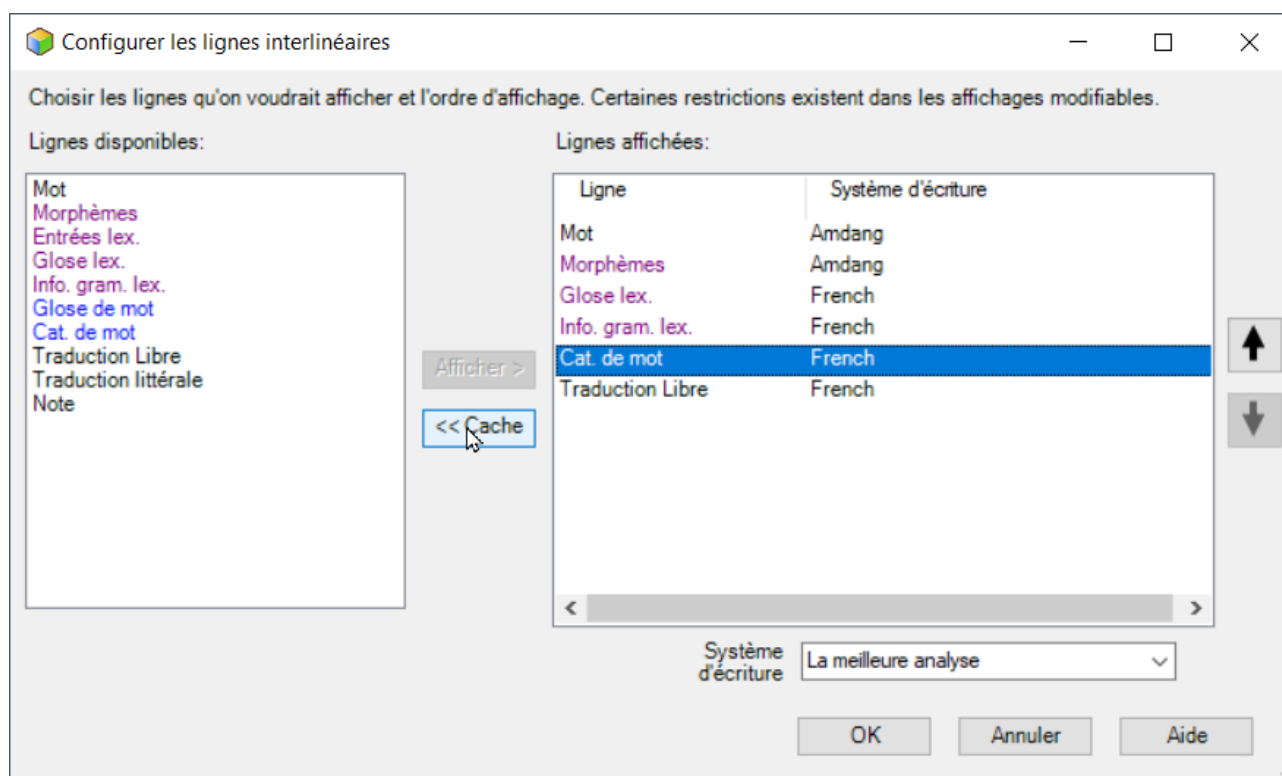 Configurer les lignes interlinéaires
Choisir les lignes qu'on voudrait afficher et l'ordre d'affichage. Certaines restrictions existent dans les affichages modifiables.
Lignes disponibles:
Mot
Morphèmes
Entrées lex.
Glose lex.
Info. gram. lex.
Glose de mot
Cat. de mot
Traduction Libre
Traduction littérale
Note
Afficher >
<< Cache
Lignes affichées:
Ligne Système d'écriture
Mot Amdang
Morphèmes Amdang
Glose lex. French
Info. gram. lex. French
Cat. de mot French
Traduction Libre French
Système
d'écriture
La meilleure analyse
OK Annuler Aide